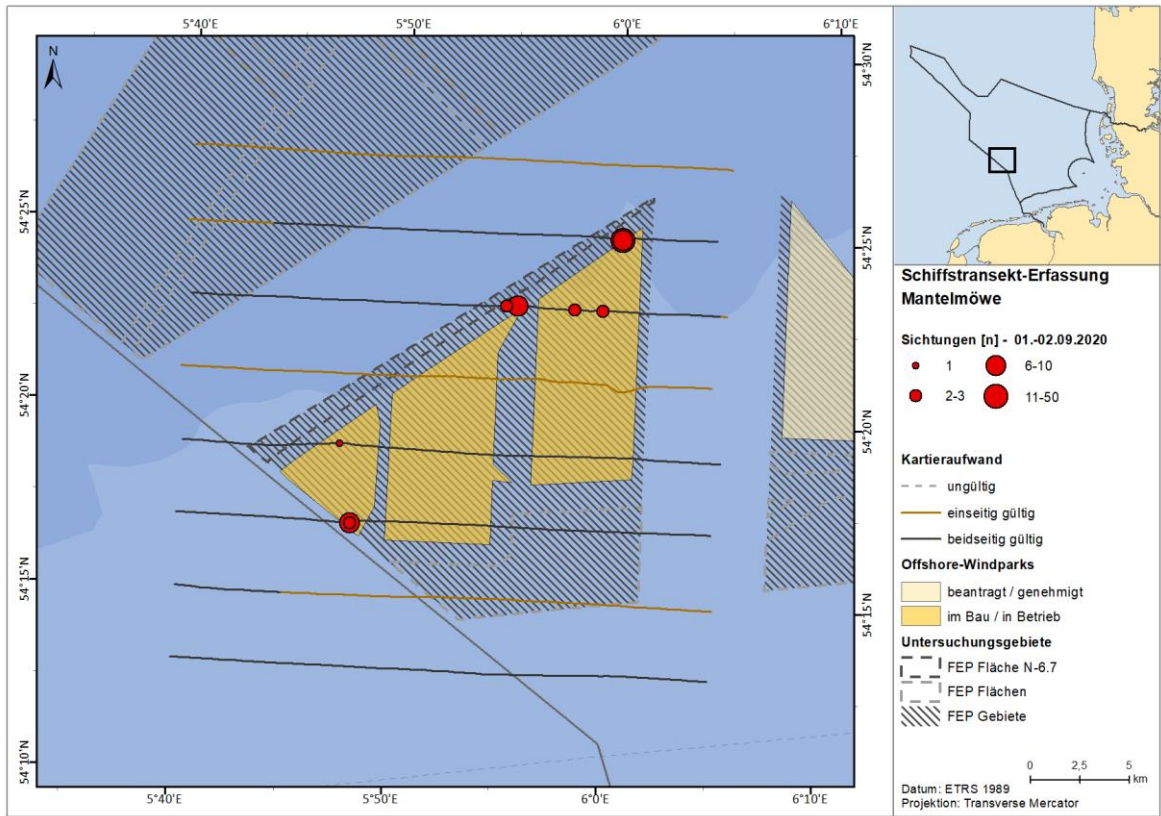 5°40'E 5°50'E 6°0'E 6°10'E
N
54°30'N
54°25'N
54°25'N
54°20'N
54°20'N
54°15'N
54°15'N
54°10'N
5°40'E 5°50'E 6°0'E 6°10'E
Schiffstransekt-Erfassung
Mantelmöwe
Sichtungen [n] - 01.-02.09.2020
1 6-10
2-3 11-50
Kartieraufwand
ungültig
einseitig gültig
beidseitig gültig
Offshore-Windparks
beantragt / genehmigt
im Bau / in Betrieb
Untersuchungsgebiete
FEP Fläche N-6.7
FEP Flächen
FEP Gebiete
0 2,5 5
km
Datum: ETRS 1989
Projektion: Transverse Mercator